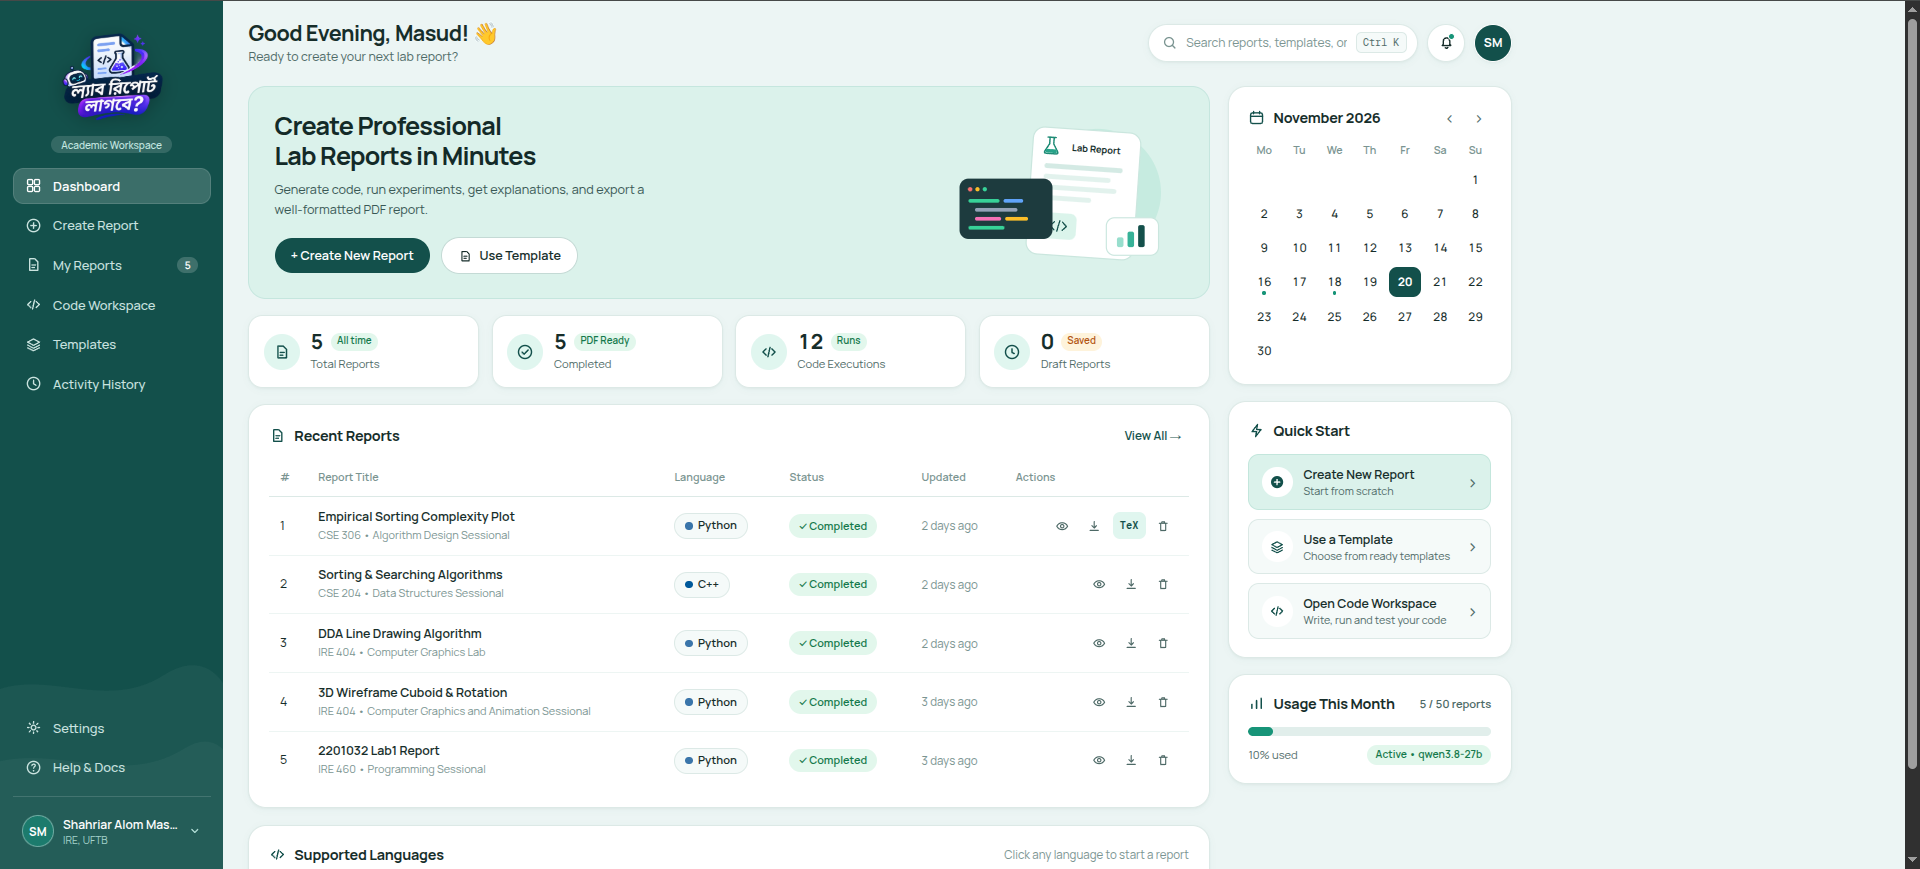 ল্যাব রিপোর্ট
লাগবে?
Academic Workspace
Dashboard
Create Report
My Reports 5
Code Workspace
Templates
Activity History
Settings
Help & Docs
SM
Shahriar Alom Mas...
IRE, UFTB
Good Evening, Masud! 👋
Ready to create your next lab report?
Search reports, templates, or Ctrl K
SM
Create Professional
Lab Reports in Minutes
Generate code, run experiments, get explanations, and export a
well-formatted PDF report.
+ Create New Report Use Template
Lab Report
</>
5 All time
Total Reports
5 PDF Ready
Completed
12 Runs
Code Executions
0 Saved
Draft Reports
Recent Reports View All →
# Report Title Language Status Updated Actions
1 Empirical Sorting Complexity Plot Python ✓ Completed 2 days ago TeX
CSE 306 • Algorithm Design Sessional
2 Sorting & Searching Algorithms C++ ✓ Completed 2 days ago
CSE 204 • Data Structures Sessional
3 DDA Line Drawing Algorithm Python ✓ Completed 2 days ago
IRE 404 • Computer Graphics Lab
4 3D Wireframe Cuboid & Rotation Python ✓ Completed 3 days ago
IRE 404 • Computer Graphics and Animation Sessional
5 2201032 Lab1 Report Python ✓ Completed 3 days ago
IRE 460 • Programming Sessional
Supported Languages Click any language to start a report
November 2026
Mo Tu We Th Fr Sa Su
1
2 3 4 5 6 7 8
9 10 11 12 13 14 15
16 17 18 19 20 21 22
23 24 25 26 27 28 29
30
Quick Start
Create New Report
Start from scratch
Use a Template
Choose from ready templates
Open Code Workspace
Write, run and test your code
Usage This Month 5 / 50 reports
10% used Active • qwen3.8-27b